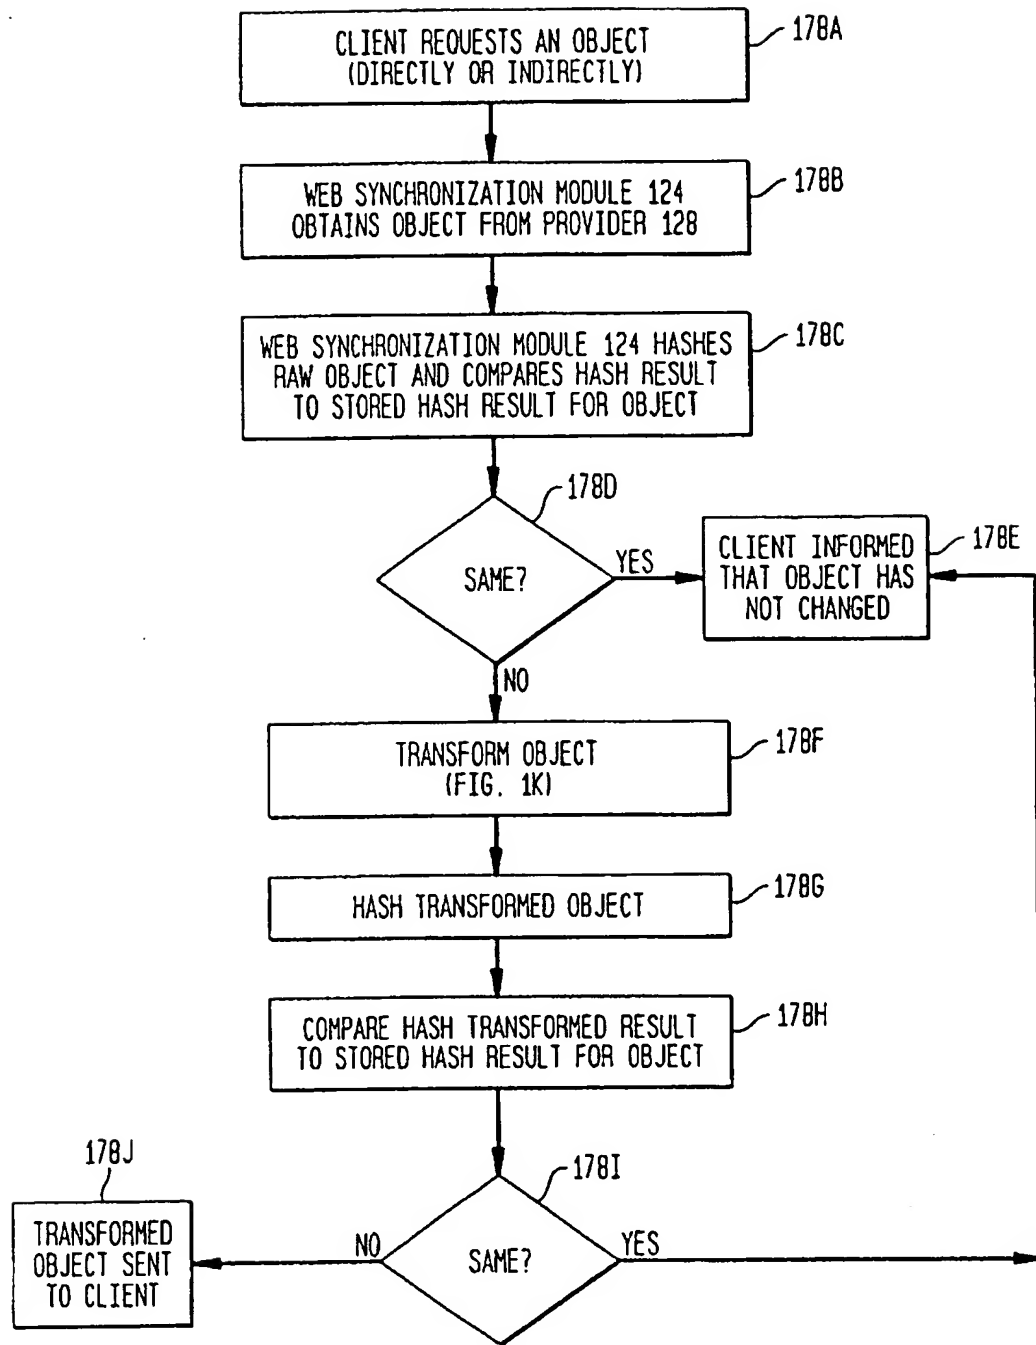 CLIENT REQUESTS AN OBJECT
(DIRECTLY OR INDIRECTLY)
178A
WEB SYNCHRONIZATION MODULE 124
OBTAINS OBJECT FROM PROVIDER 128
178B
WEB SYNCHRONIZATION MODULE 124 HASHES
RAW OBJECT AND COMPARES HASH RESULT
TO STORED HASH RESULT FOR OBJECT
178C
178D
SAME?
YES
NO
CLIENT INFORMED
THAT OBJECT HAS
NOT CHANGED
178E
TRANSFORM OBJECT
(FIG. 1K)
178F
HASH TRANSFORMED OBJECT
178G
COMPARE HASH TRANSFORMED RESULT
TO STORED HASH RESULT FOR OBJECT
178H
178I
SAME?
NO
YES
178J
TRANSFORMED
OBJECT SENT
TO CLIENT